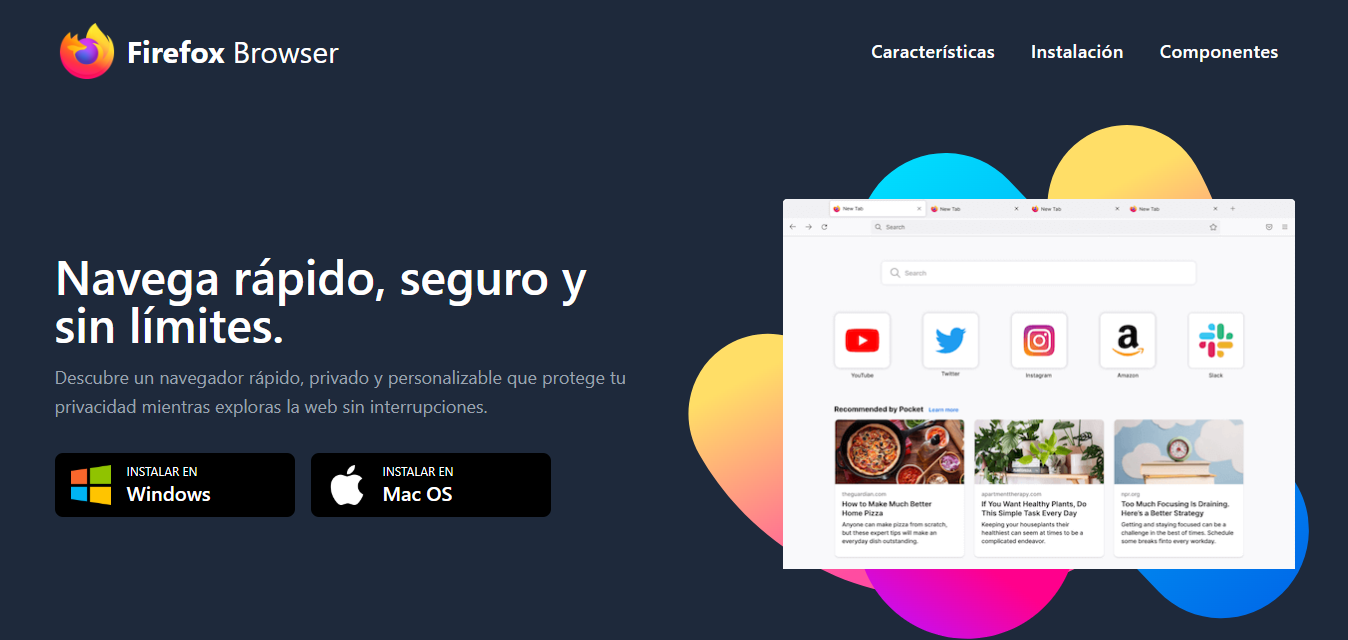 Firefox Browser
Características
Instalación
Componentes
Navega rápido, seguro y
sin límites.
Descubre un navegador rápido, privado y personalizable que protege tu
privacidad mientras exploras la web sin interrupciones.
INSTALAR EN
Windows
INSTALAR EN
Mac OS
New Tab
New Tab
New Tab
New Tab
Search
Search
YouTube
Twitter
Instagram
Amazon
Slack
Recommended by Pocket Learn more
theguardian.com
How to Make Much Better
Home Pizza
Anyone can make pizza from scratch,
but these expert tips will make an
everyday dish outstanding.
apartmenttherapy.com
If You Want Healthy Plants, Do
This Simple Task Every Day
Keeping your houseplants their
healthiest can seem at times to be a
complicated endeavor.
npr.org
Too Much Focusing Is Draining.
Here's a Better Strategy
Getting and staying focused can be a
challenge in the best of times. Schedule
some breaks finto every workday.